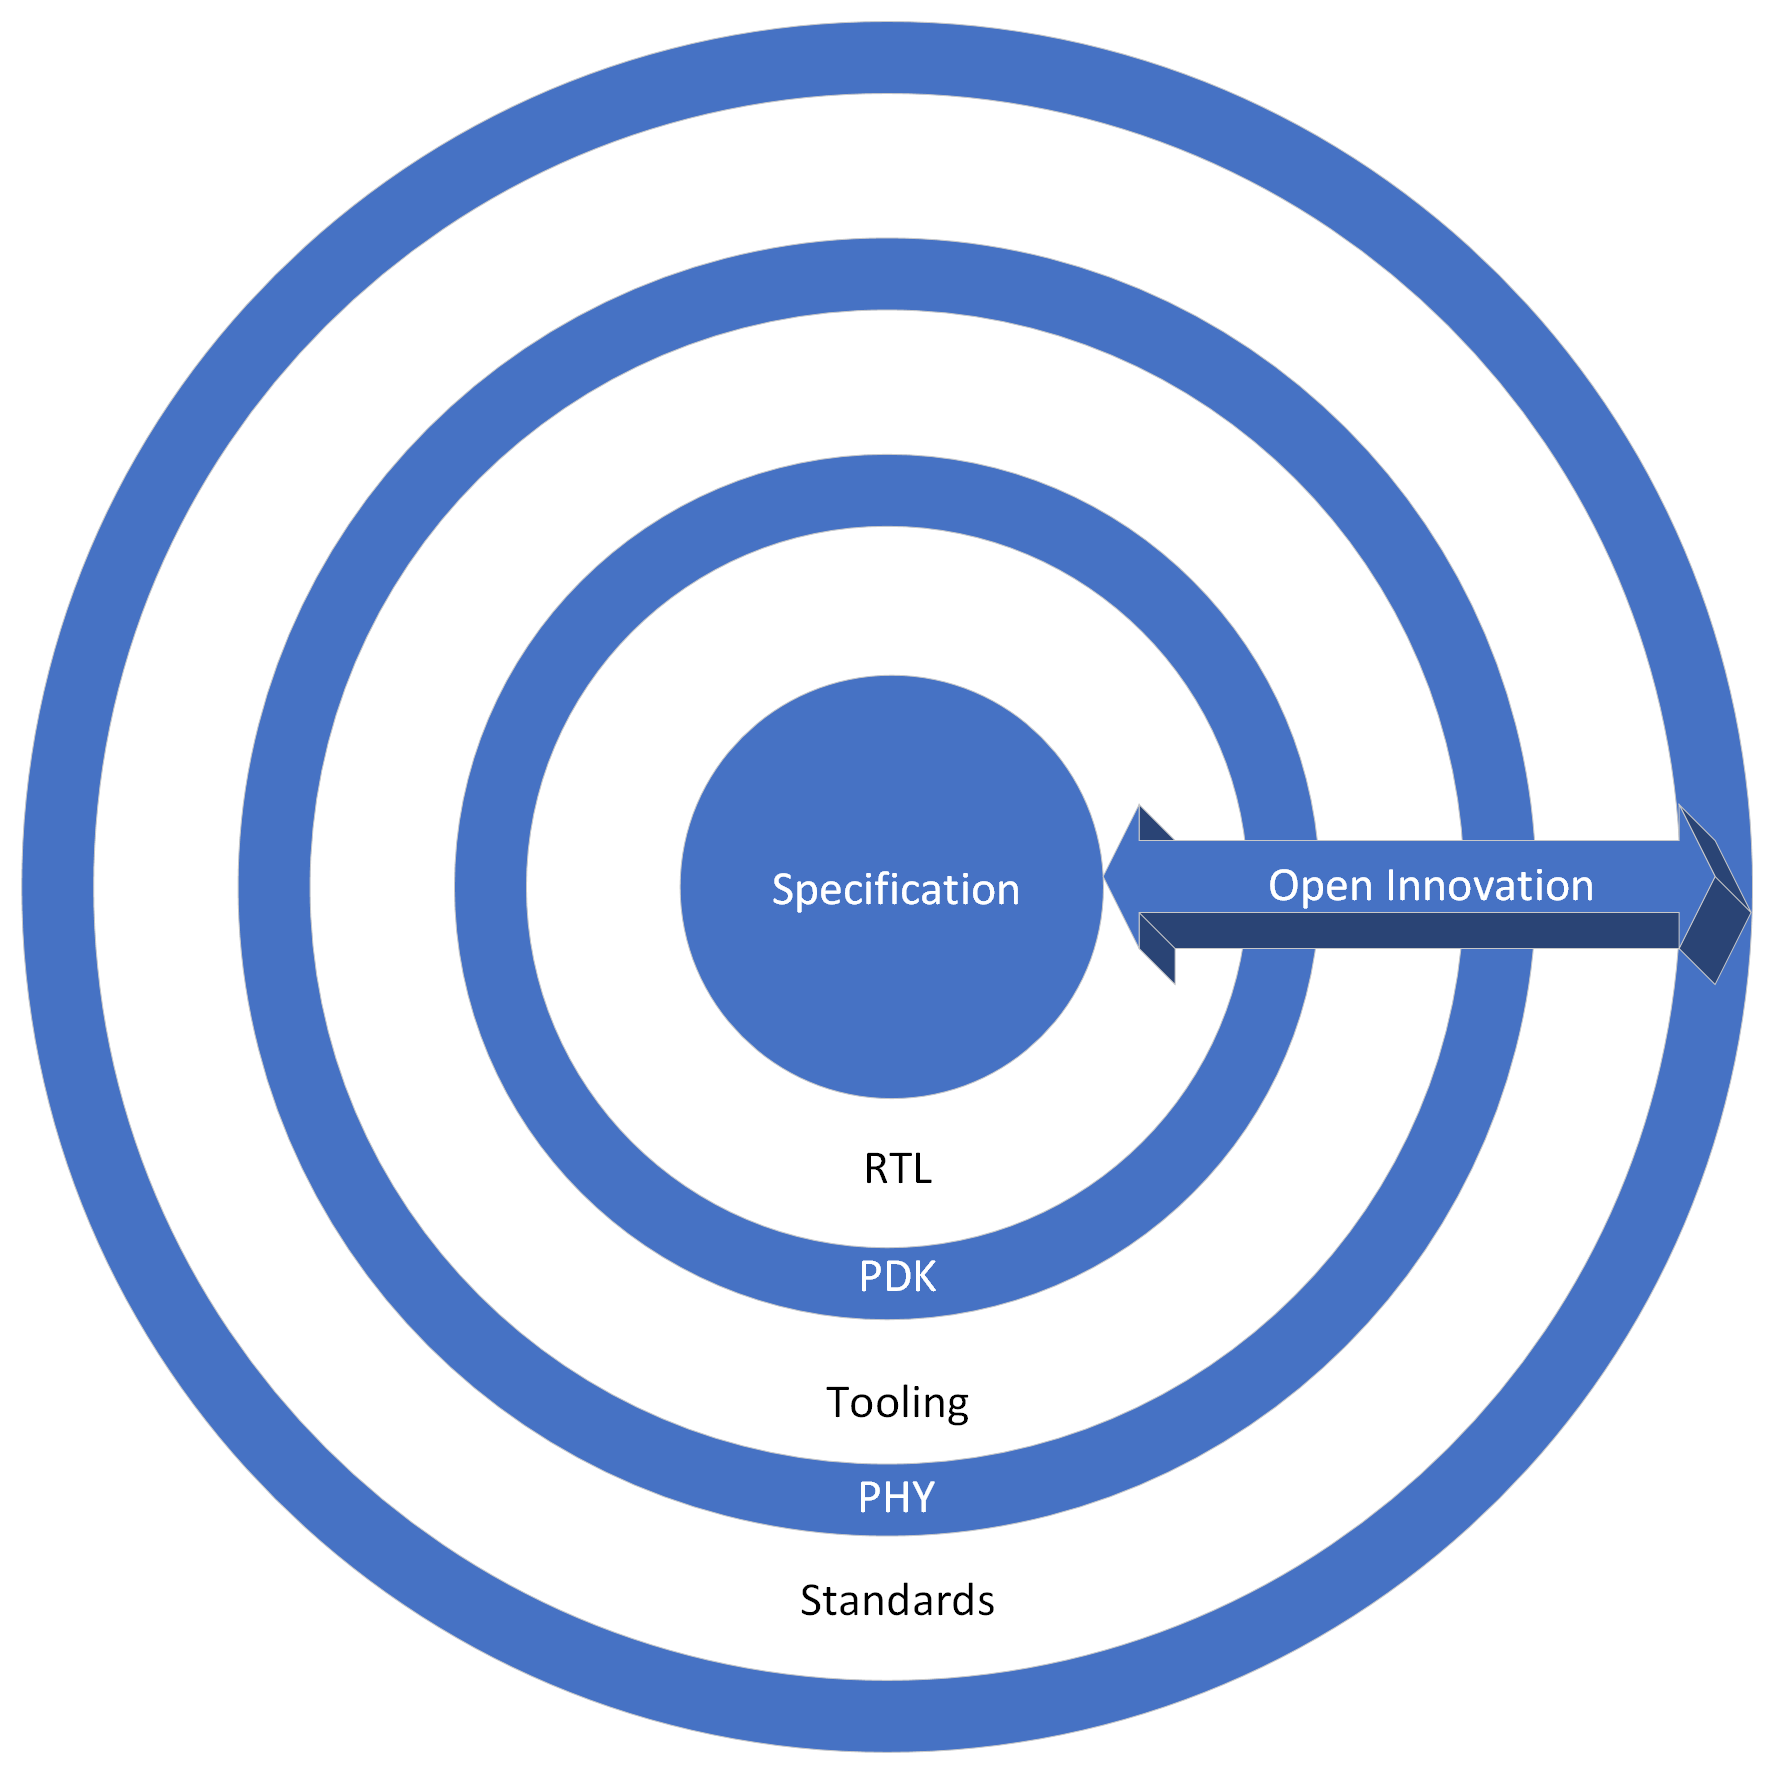 Specification
Open Innovation
RTL
PDK
Tooling
PHY
Standards